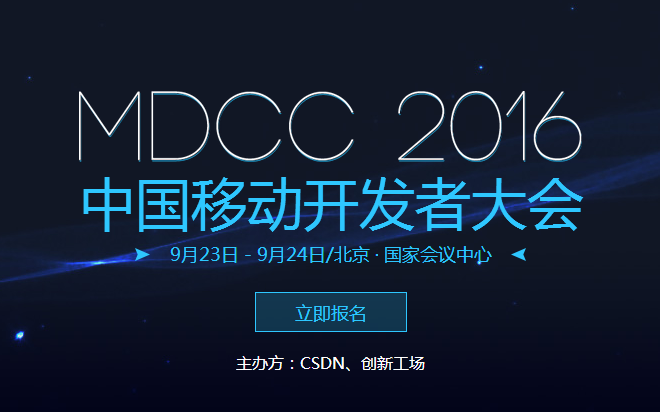 MDCC 2016
中国移动开发者大会
9月23日 - 9月24日/北京 · 国家会议中心
立即报名
主办方：CSDN、创新工场